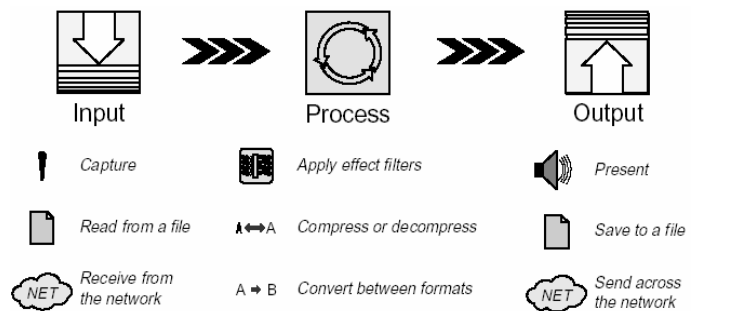 Input Process Output
Capture Apply effect filters Present
Read from a file A↔A Compress or decompress Save to a file
NET Receive from
the network A ➡ B Convert between formats NET Send across
the network